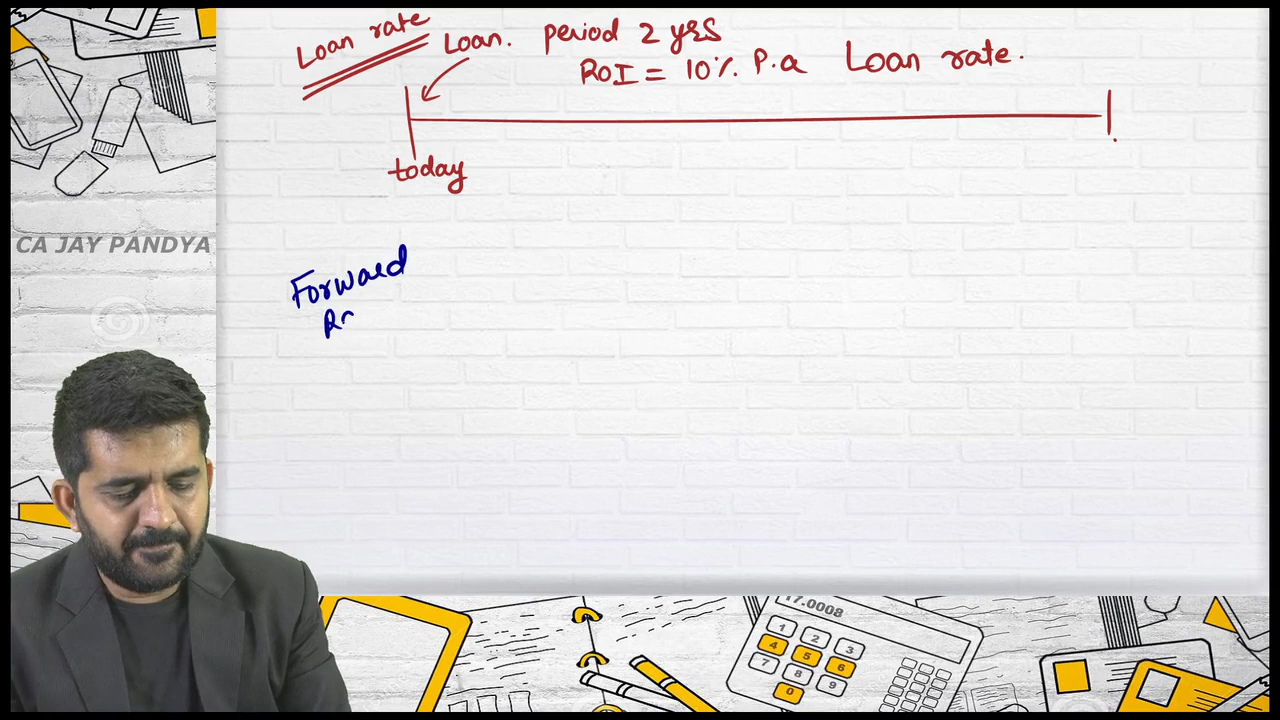 Loan rate
Loan. period 2 yrs
ROI = 10% P.a Loan rate.
today
CA JAY PANDYA
Forward
Ra
17.0008
1 2 3
4 5 6
7 8 9
0